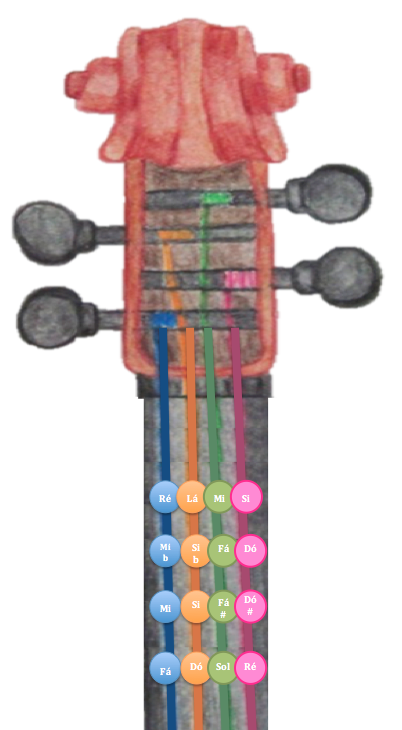 Ré Lá Mi Si
Mi b Si b Fá Dó
Mi Si Fá # Dó #
Fá Dó Sol Ré